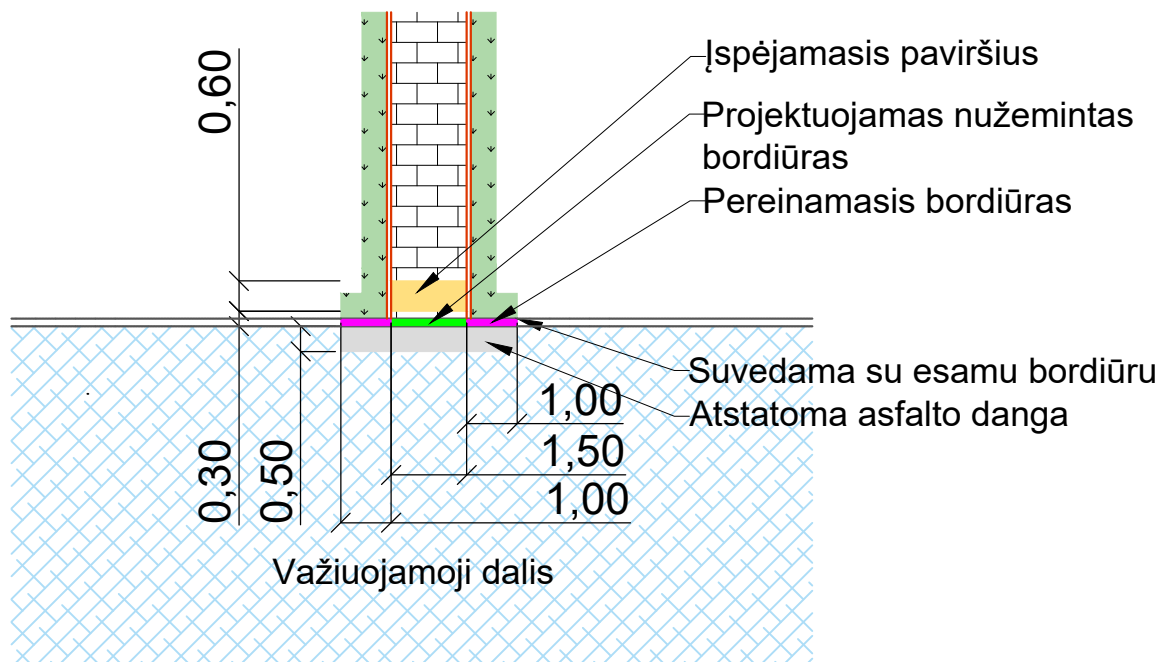 Įspėjamasis paviršius
0,60
Projektuojamas nužemintas
bordiūras
Pereinamasis bordiūras
Suvedama su esamu bordiūru
1,00
Atstatoma asfalto danga
1,50
0,30
0,50
1,00
Važiuojamoji dalis